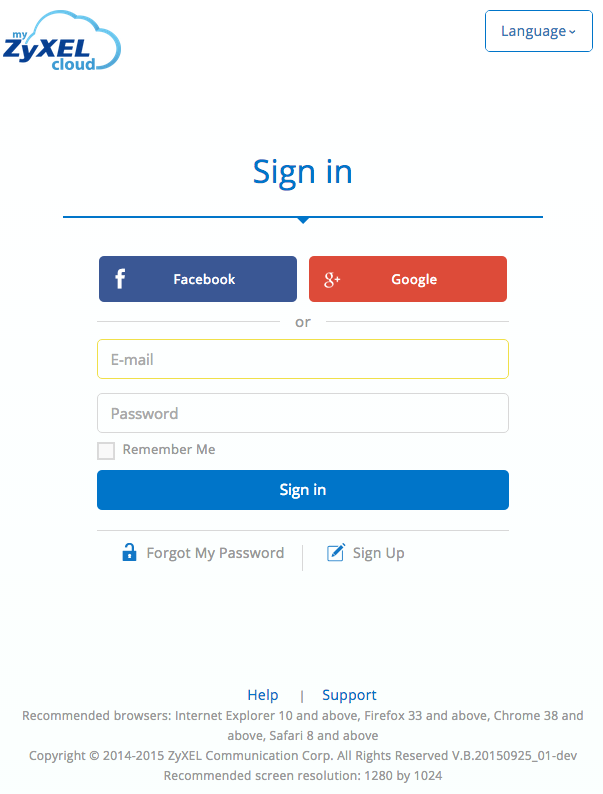 my
ZyXEL
cloud
Language
Sign in
f Facebook
g+ Google
or
E-mail
Password
Remember Me
Sign in
Forgot My Password
Sign Up
Help | Support
Recommended browsers: Internet Explorer 10 and above, Firefox 33 and above, Chrome 38 and
above, Safari 8 and above
Copyright © 2014-2015 ZyXEL Communication Corp. All Rights Reserved V.B.20150925_01-dev
Recommended screen resolution: 1280 by 1024